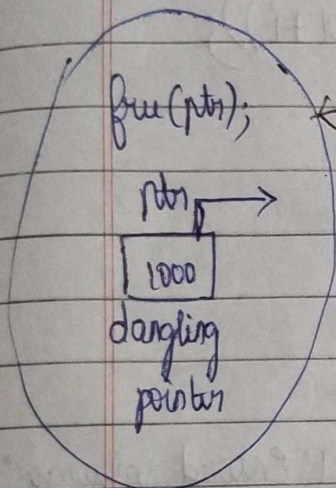 free(ptr);
ptr
1000
dangling
pointer